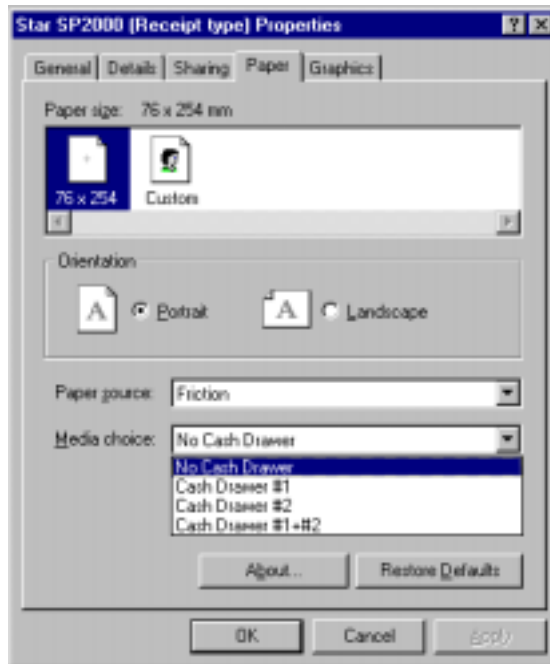 Star SP2000 (Receipt type) Properties
General Details Sharing Paper Graphics
Paper size: 76 x 254 mm
76 x 254 Custom
Orientation
A Portrait A Landscape
Paper source: Friction
Media choice: No Cash Drawer
No Cash Drawer
Cash Drawer #1
Cash Drawer #2
Cash Drawer #1+#2
About... Restore Defaults
OK Cancel Apply